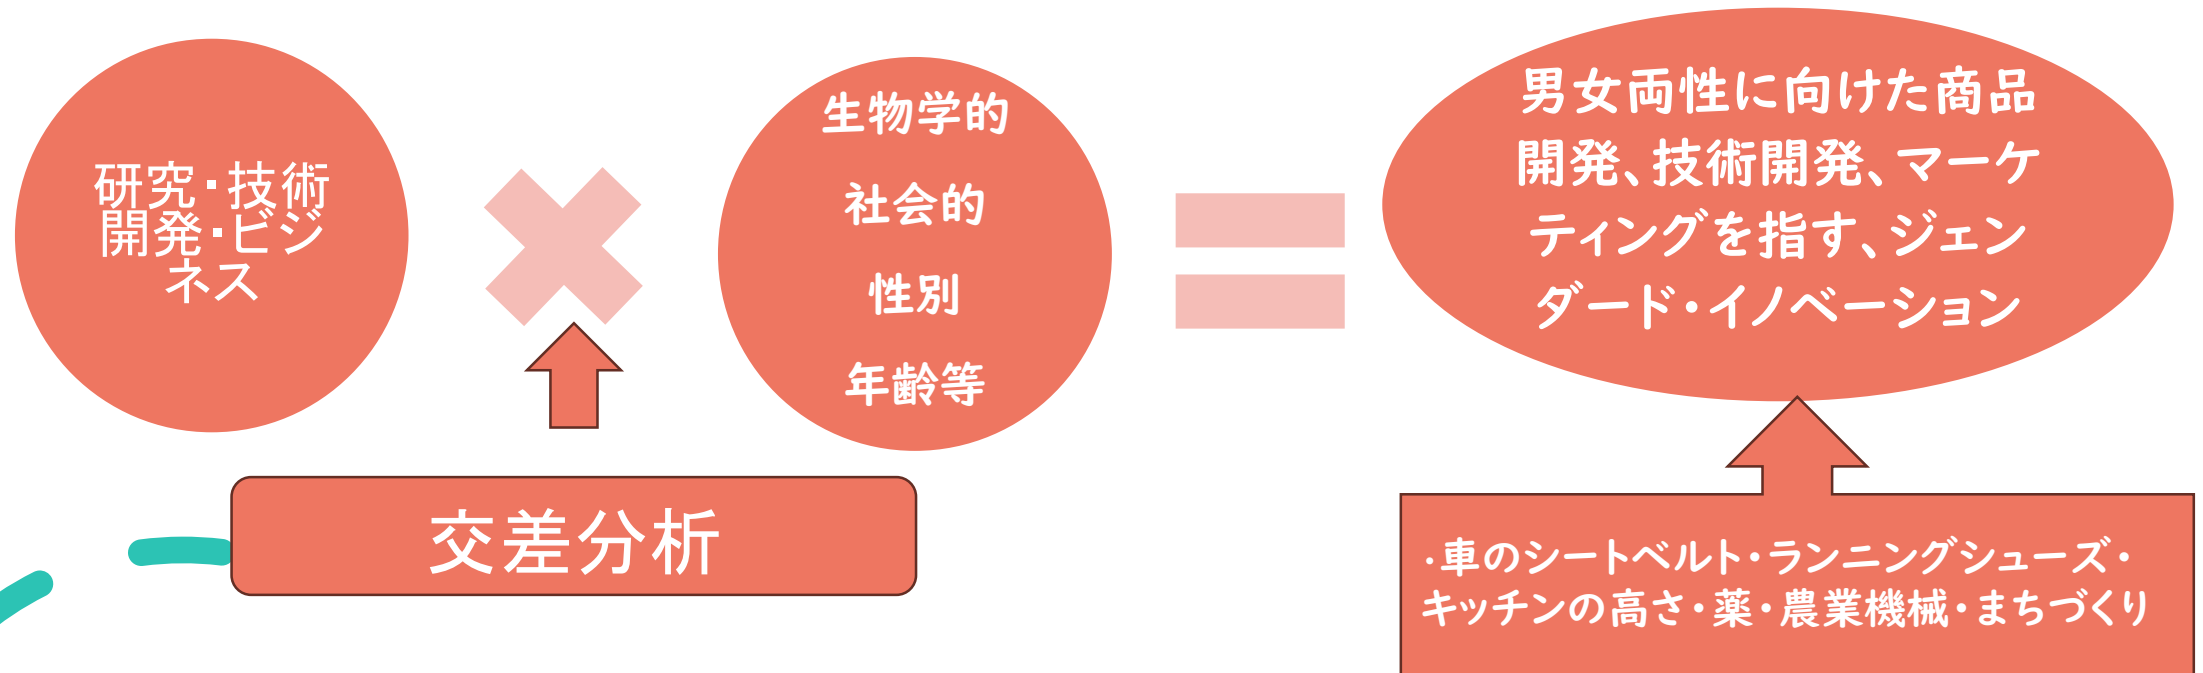 研究・技術
開発・ビジ
ネス
生物学的
社会的
性別
年齢等
男女両性に向けた商品
開発、技術開発、マーケ
ティングを指す、ジェン
ダード・イノベーション
交差分析
・車のシートベルト・ランニングシューズ・
キッチンの高さ・薬・農業機械・まちづくり